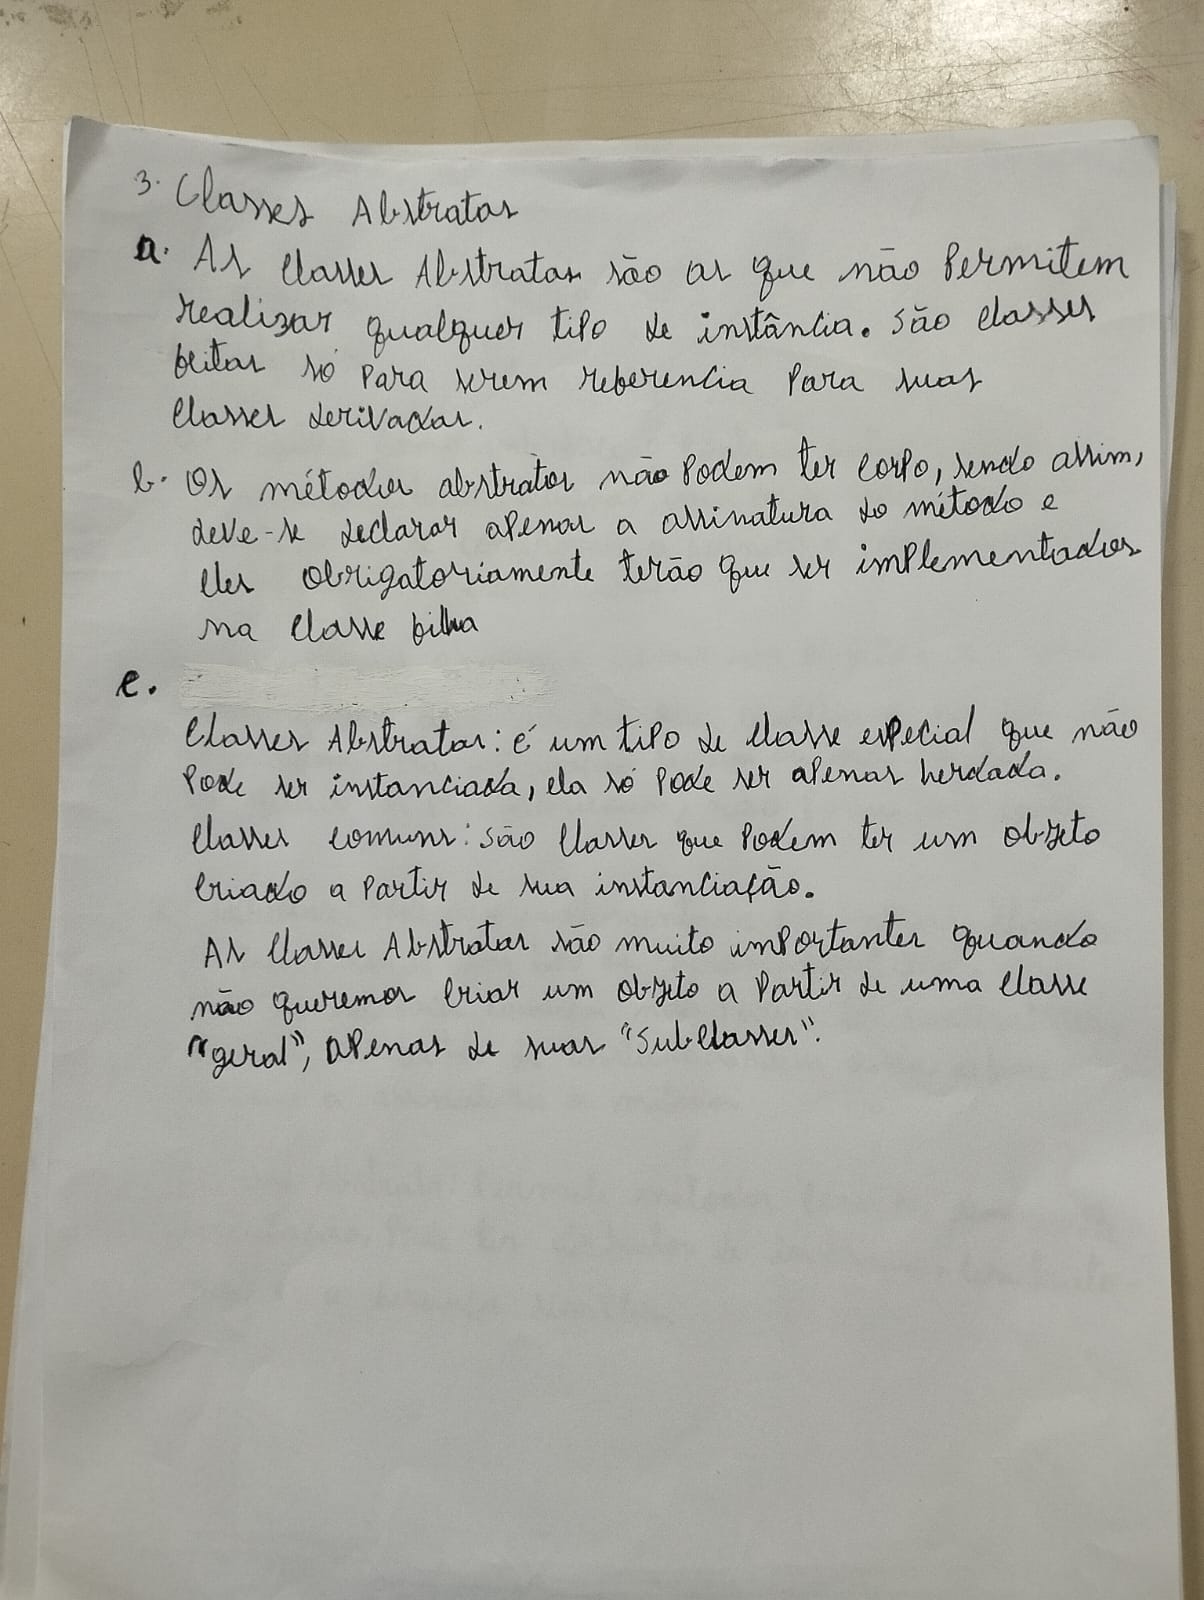 3. Classes Abstratas
a. As Classes Abstratas são as que não Permitem
realizar qualquer tipo de instância. São classes
feitas só para serem referencia Para suas
Classes derivadas.
b. Os métodos abstratos não Podem ter corpo, sendo assim,
deve-se declarar apenas a assinatura do método e
eles obrigatoriamente terão que ser implementados
na Classe filha
c.
Classes Abstratas: é um tipo de classe especial que não
Pode ser instanciada, ela só pode ser apenas herdada.
Classes comuns: São Classes que Podem ter um objeto
criado a Partir de sua instanciação.
As Classes Abstratas são muito importantes quando
não queremos criar um objeto a Partir de uma classe
"geral", apenas de suas "Subclasses".